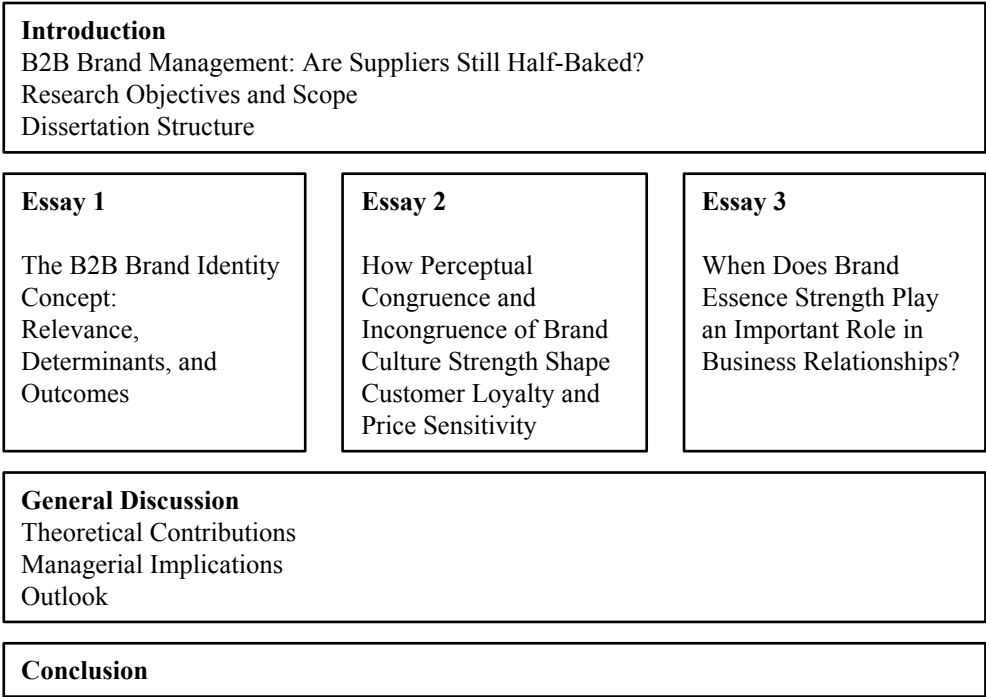 Introduction
B2B Brand Management: Are Suppliers Still Half-Baked?
Research Objectives and Scope
Dissertation Structure
Essay 1
The B2B Brand Identity
Concept:
Relevance,
Determinants, and
Outcomes
Essay 2
How Perceptual
Congruence and
Incongruence of Brand
Culture Strength Shape
Customer Loyalty and
Price Sensitivity
Essay 3
When Does Brand
Essence Strength Play
an Important Role in
Business Relationships?
General Discussion
Theoretical Contributions
Managerial Implications
Outlook
Conclusion